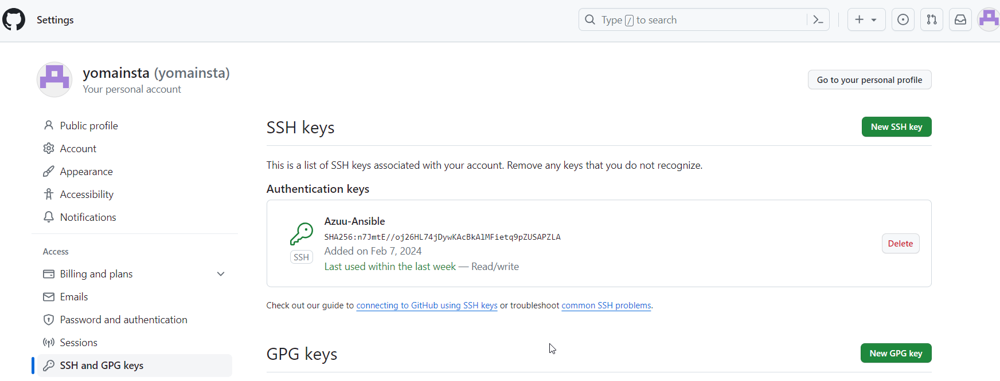 Settings
Type / to search
yomainsta (yomainsta)
Your personal account
Go to your personal profile
Public profile
Account
Appearance
Accessibility
Notifications
Access
Billing and plans
Emails
Password and authentication
Sessions
SSH and GPG keys
SSH keys
New SSH key
This is a list of SSH keys associated with your account. Remove any keys that you do not recognize.
Authentication keys
Azuu-Ansible
SHA256:n7JmtE//oj26HL74jDywKAcBkAlMFietq9pZUSAPZLA
SSH
Added on Feb 7, 2024
Last used within the last week — Read/write
Delete
Check out our guide to connecting to GitHub using SSH keys or troubleshoot common SSH problems.
GPG keys
New GPG key